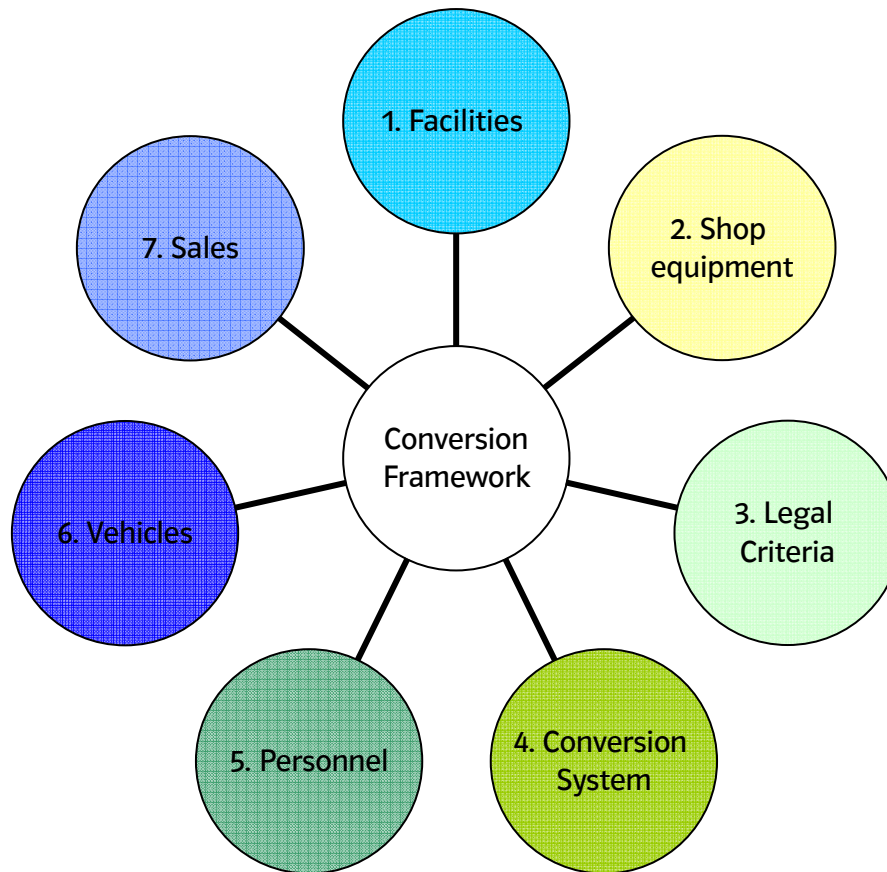 1. Facilities
2. Shop
equipment
3. Legal
Criteria
4. Conversion
System
5. Personnel
6. Vehicles
7. Sales
Conversion
Framework